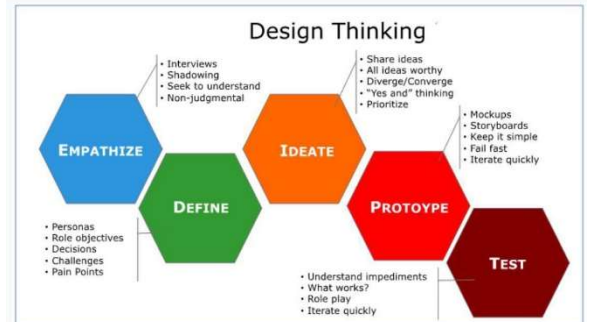 Design Thinking
• Interviews
• Shadowing
• Seek to understand
• Non-judgmental
EMPATHIZE
• Personas
• Role objectives
• Decisions
• Challenges
• Pain Points
DEFINE
• Share ideas
• All ideas worthy
• Diverge/Converge
• "Yes and" thinking
• Prioritize
IDEATE
• Mockups
• Storyboards
• Keep it simple
• Fail fast
• Iterate quickly
PROTOYPE
• Understand impediments
• What works?
• Role play
• Iterate quickly
TEST